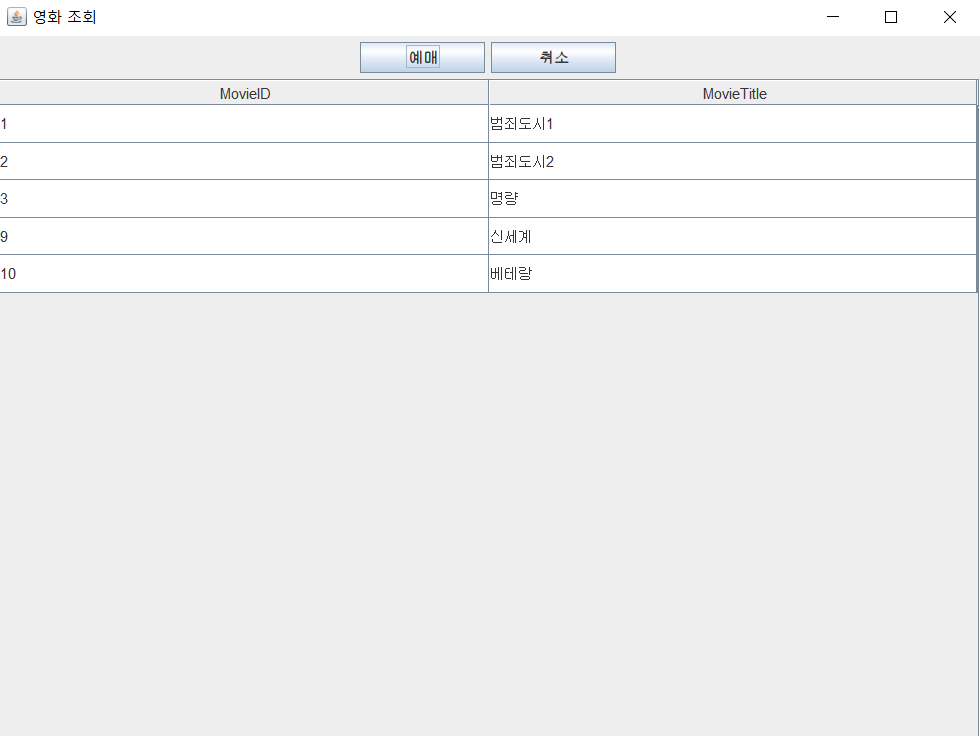 영화 조회
예매 취소
MovieID MovieTitle
1 범죄도시1
2 범죄도시2
3 명량
9 신세계
10 베테랑